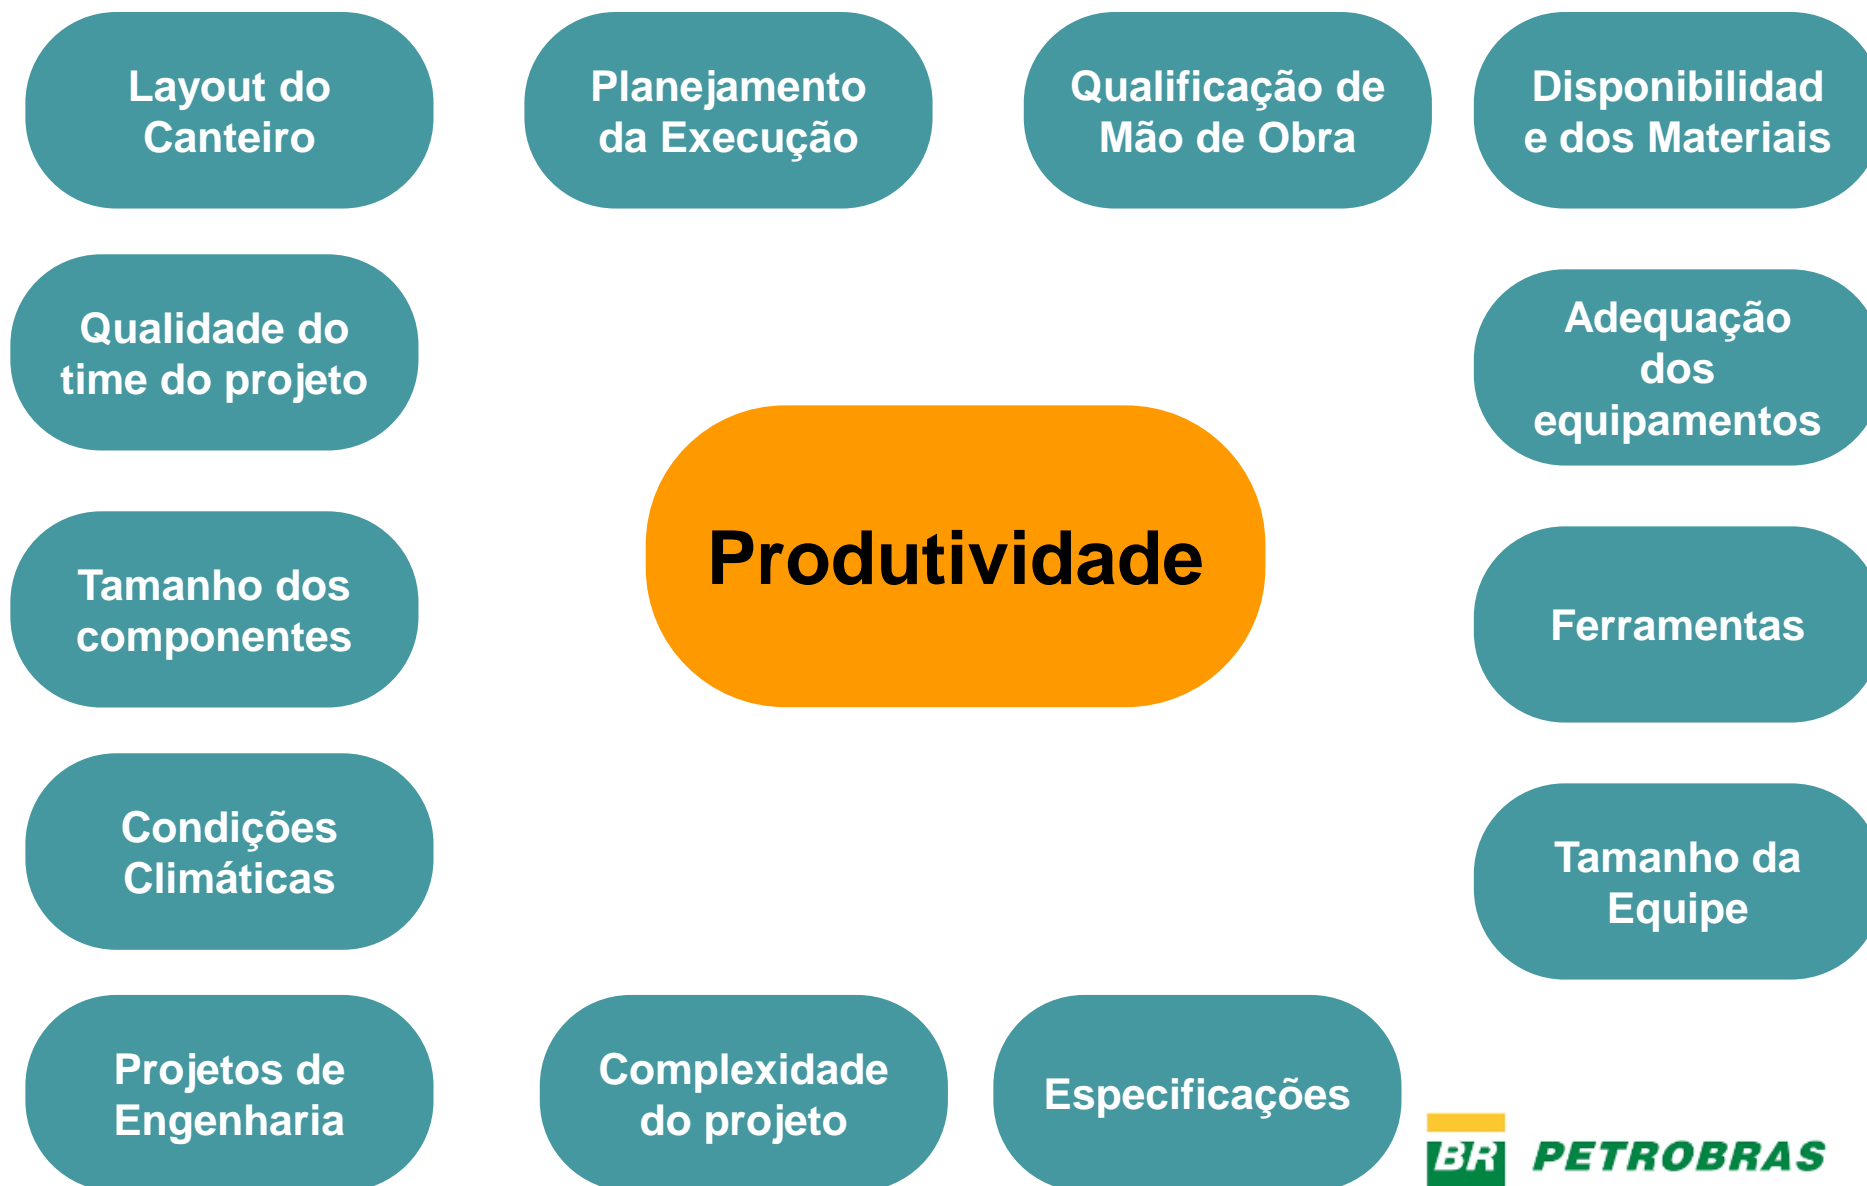 Layout do
Canteiro
Planejamento
da Execução
Qualificação de
Mão de Obra
Disponibilidad
e dos Materiais
Qualidade do
time do projeto
Adequação
dos
equipamentos
Produtividade
Tamanho dos
componentes
Ferramentas
Condições
Climáticas
Tamanho da
Equipe
Projetos de
Engenharia
Complexidade
do projeto
Especificações
BR PETROBRAS